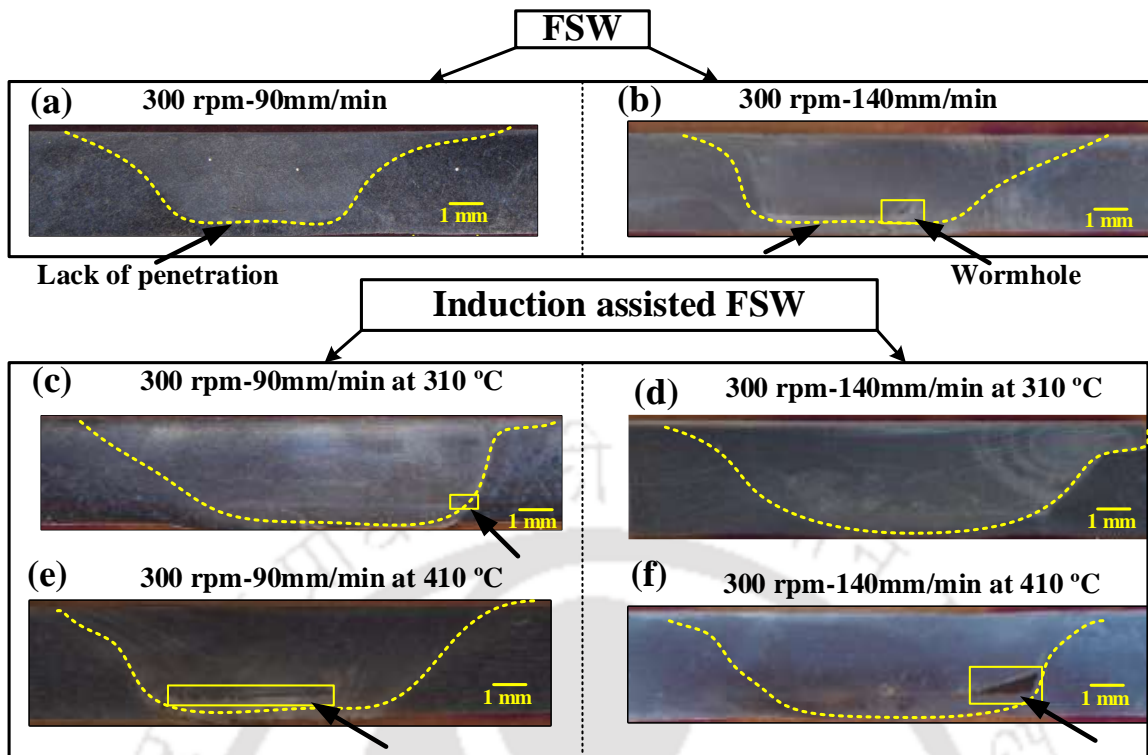 FSW
(a) 300 rpm-90mm/min
(b) 300 rpm-140mm/min
1 mm
1 mm
Lack of penetration
Wormhole
Induction assisted FSW
(c) 300 rpm-90mm/min at 310 ºC
(d) 300 rpm-140mm/min at 310 ºC
1 mm
1 mm
(e) 300 rpm-90mm/min at 410 ºC
(f) 300 rpm-140mm/min at 410 ºC
1 mm
1 mm